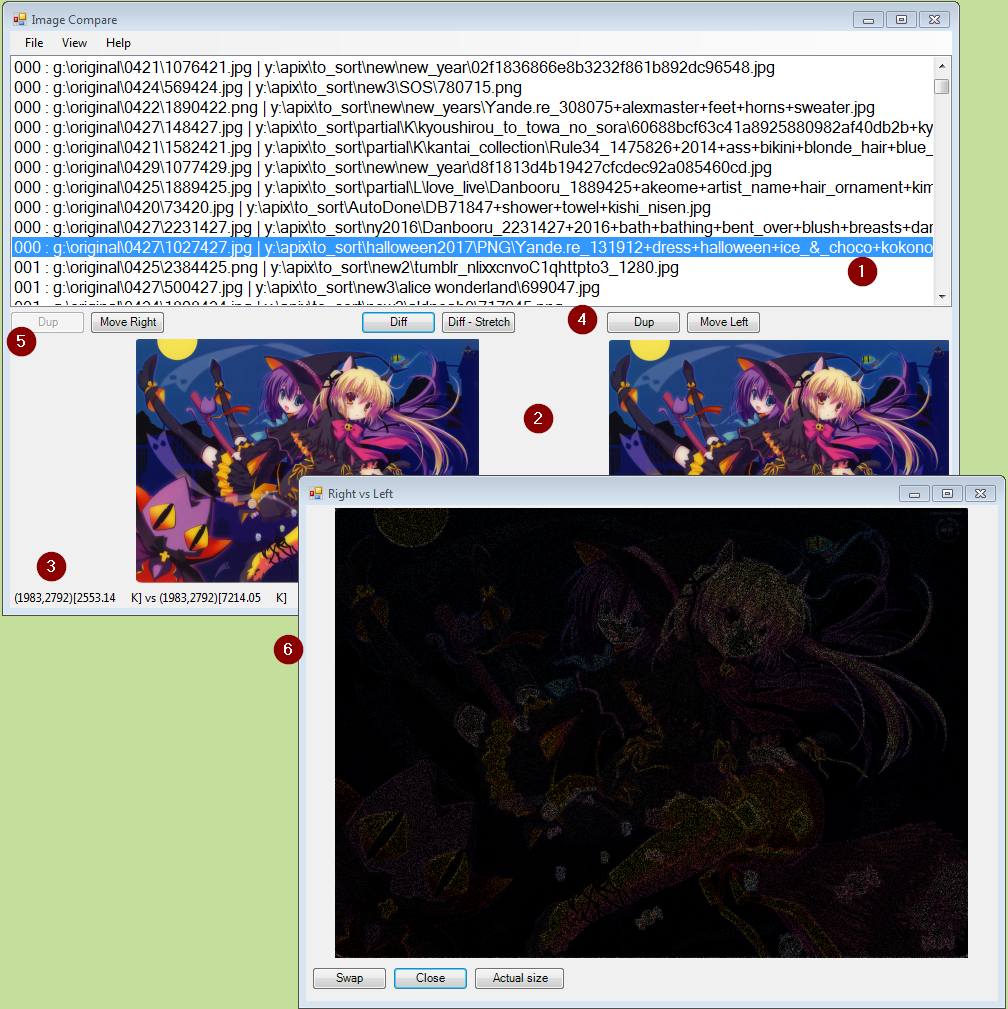 Image Compare
File View Help
000 : g:\original\0421\1076421.jpg | y:\apix\to_sort\new\new_year\02f1836866e8b3232f861b892dc96548.jpg
000 : g:\original\0424\569424.jpg | y:\apix\to_sort\new3\SOS\780715.png
000 : g:\original\0422\1890422.png | y:\apix\to_sort\new\new_years\Yande.re_308075+alexmaster+feet+horns+sweater.jpg
000 : g:\original\0427\148427.jpg | y:\apix\to_sort\partial\K\kyoushirou_to_towa_no_sora\60688bcf63c41a8925880982af40db2b+ky
000 : g:\original\0421\1582421.jpg | y:\apix\to_sort\partial\K\kantai_collection\Rule34_1475826+2014+ass+bikini+blonde_hair+blue_
000 : g:\original\0429\1077429.jpg | y:\apix\to_sort\new\new_year\d8f1813d4b19427cfcdec92a085460cd.jpg
000 : g:\original\0425\1889425.jpg | y:\apix\to_sort\partial\L\love_live\Danbooru_1889425+akeome+artist_name+hair_ornament+kim
000 : g:\original\0420\73420.jpg | y:\apix\to_sort\AutoDone\DB71847+shower+towel+kishi_nisen.jpg
000 : g:\original\0427\2231427.jpg | y:\apix\to_sort\ny2016\Danbooru_2231427+2016+bath+bathing+bent_over+blush+breasts+dar
000 : g:\original\0427\1027427.jpg | y:\apix\to_sort\halloween2017\PNG\Yande.re_131912+dress+halloween+ice_&_choco+kokono
001 : g:\original\0425\2384425.png | y:\apix\to_sort\new2\tumblr_nlixxcnvoC1qhttpto3_1280.jpg
001 : g:\original\0427\500427.jpg | y:\apix\to_sort\new3\alice wonderland\699047.jpg
1
Dup Move Right Diff Diff - Stretch 4 Dup Move Left
5
2
3
(1983,2792)[2553.14 K] vs (1983,2792)[7214.05 K]
Right vs Left
6
Swap Close Actual size